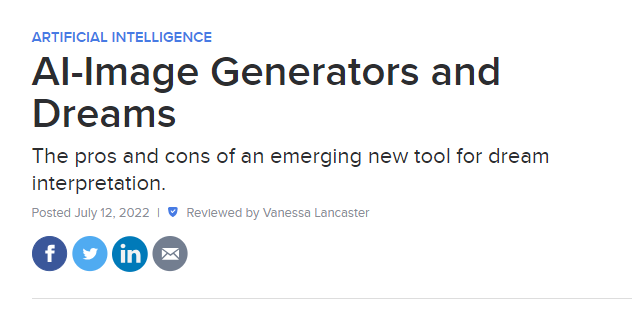 ARTIFICIAL INTELLIGENCE
AI-Image Generators and
Dreams
The pros and cons of an emerging new tool for dream
interpretation.
Posted July 12, 2022 | Reviewed by Vanessa Lancaster
f in